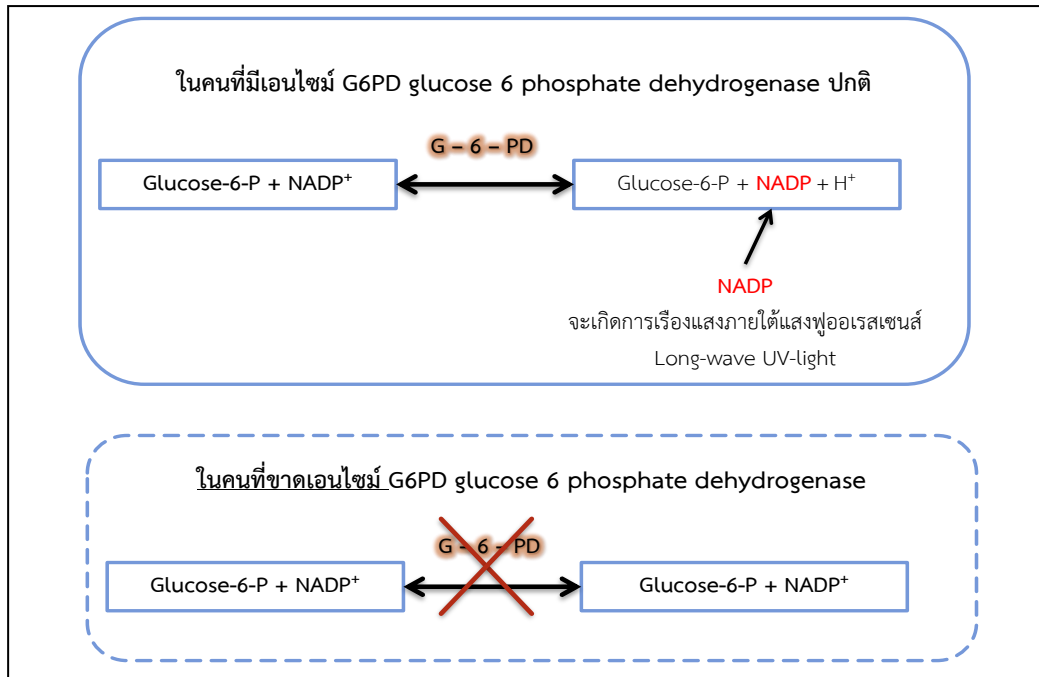 ในคนที่มีเอนไซม์ G6PD glucose 6 phosphate dehydrogenase ปกติ
G – 6 – PD
Glucose-6-P + NADP⁺
Glucose-6-P + NADP + H⁺
NADP
จะเกิดการเรืองแสงภายใต้แสงฟูออเรสเซนส์
Long-wave UV-light
ในคนที่ขาดเอนไซม์ G6PD glucose 6 phosphate dehydrogenase
G - 6 - PD
Glucose-6-P + NADP⁺
Glucose-6-P + NADP⁺